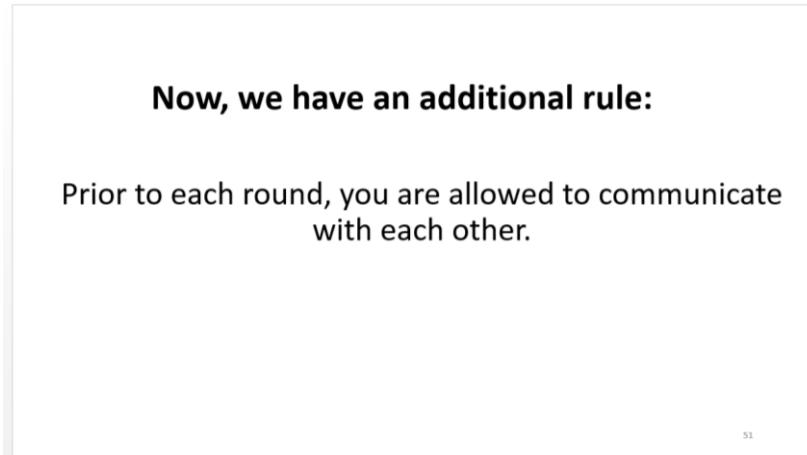 Now, we have an additional rule:
Prior to each round, you are allowed to communicate
with each other.
51